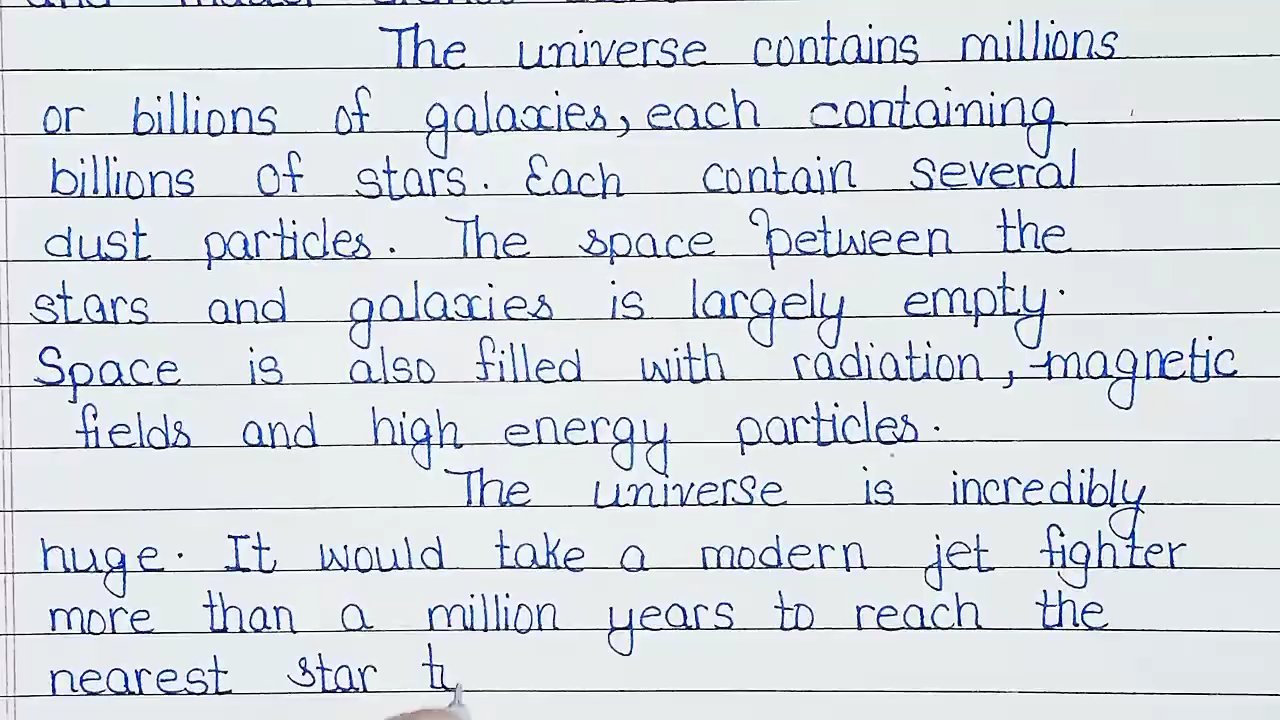 The universe contains millions
or billions of galaxies, each containing
billions of stars. Each contain several
dust particles. The space between the
stars and galaxies is largely empty.
Space is also filled with radiation, magnetic
fields and high energy particles.
The universe is incredibly
huge. It would take a modern jet fighter
more than a million years to reach the
nearest star t